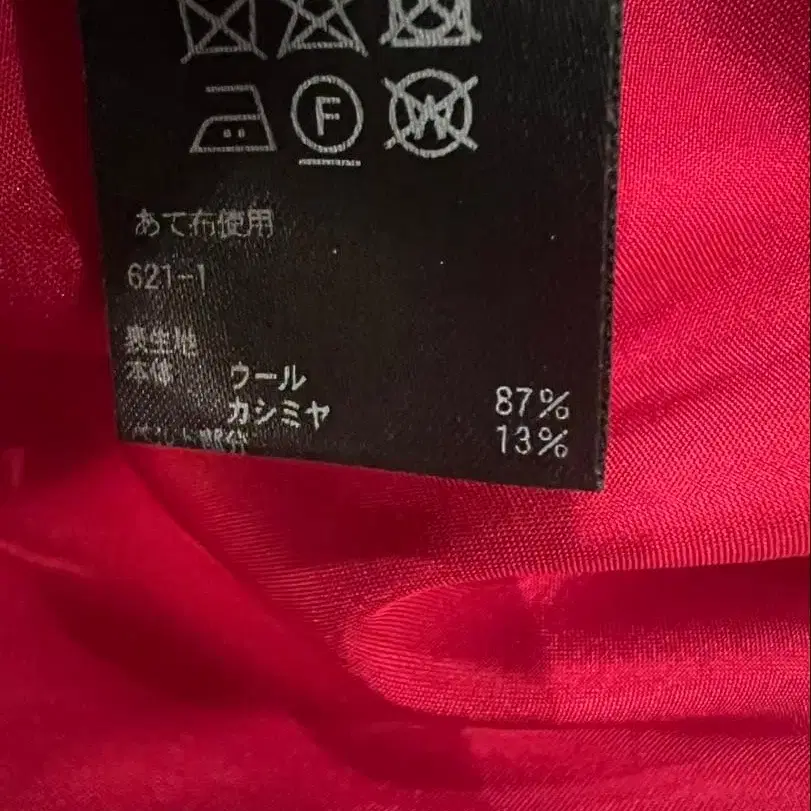 F W
あて布使用
621-1
表生地
本体 ウール 87%
カシミヤ 13%